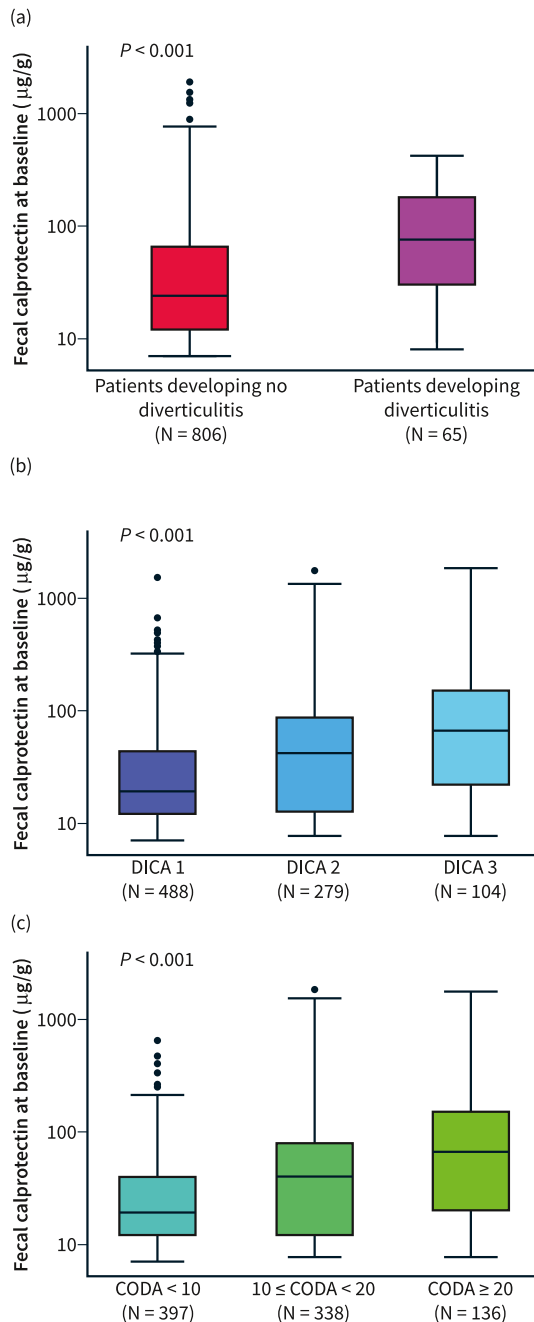 (a)
P < 0.001
Fecal calprotectin at baseline (µg/g)
1000
100
10
Patients developing no
diverticulitis
(N = 806)
Patients developing
diverticulitis
(N = 65)
(b)
P < 0.001
Fecal calprotectin at baseline (µg/g)
1000
100
10
DICA 1
(N = 488)
DICA 2
(N = 279)
DICA 3
(N = 104)
(c)
P < 0.001
Fecal calprotectin at baseline (µg/g)
1000
100
10
CODA < 10
(N = 397)
10 ≤ CODA < 20
(N = 338)
CODA ≥ 20
(N = 136)